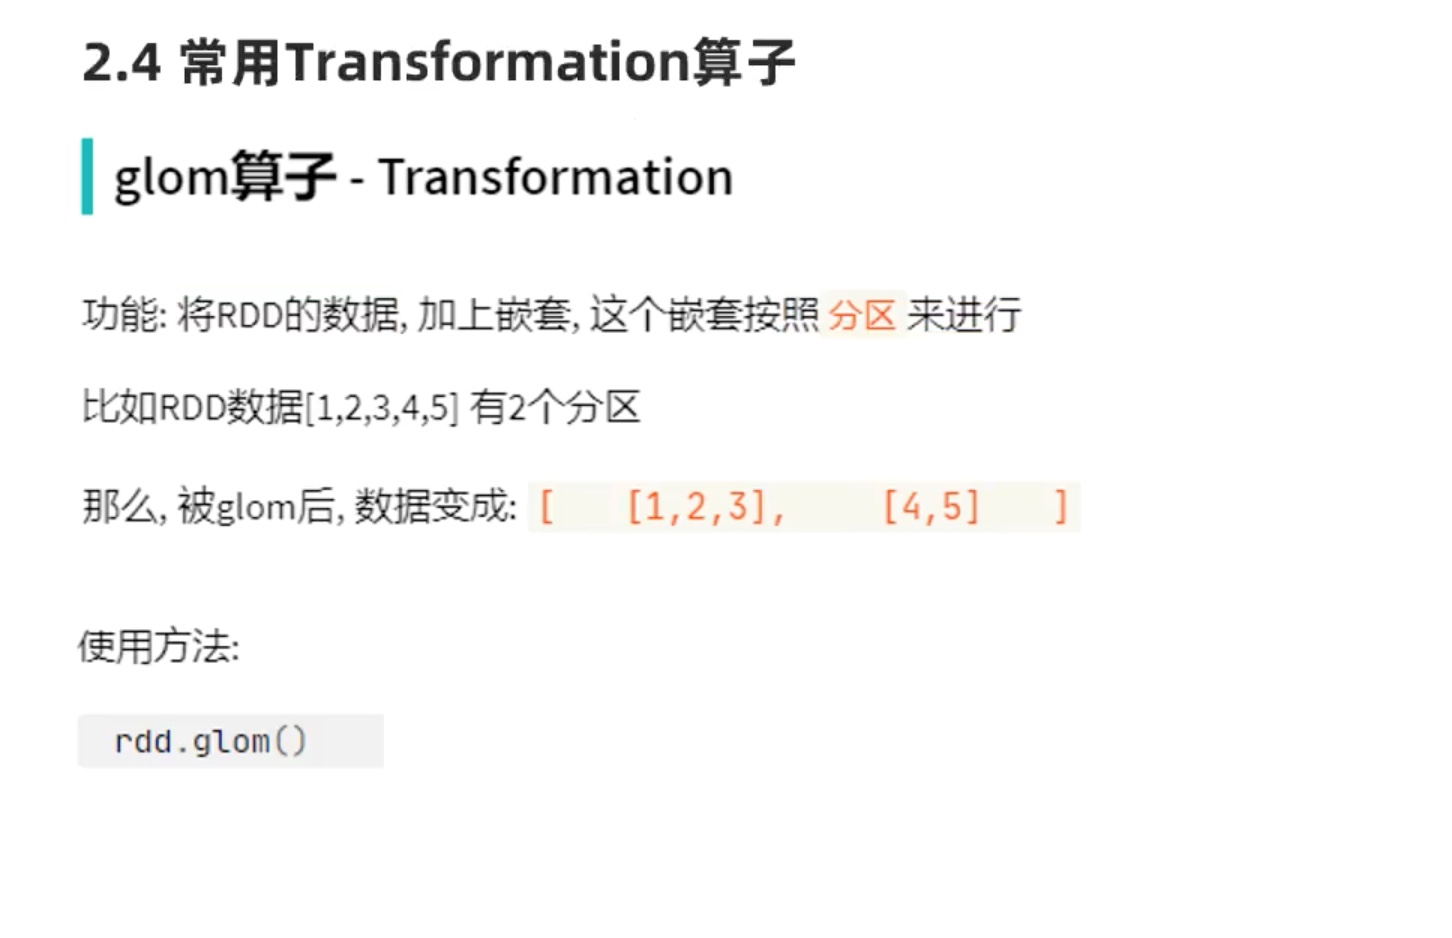 2.4 常用Transformation算子
glom算子 - Transformation
功能: 将RDD的数据, 加上嵌套, 这个嵌套按照 分区 来进行
比如RDD数据[1,2,3,4,5] 有2个分区
那么, 被glom后, 数据变成: [ [1,2,3], [4,5] ]
使用方法:
rdd.glom()